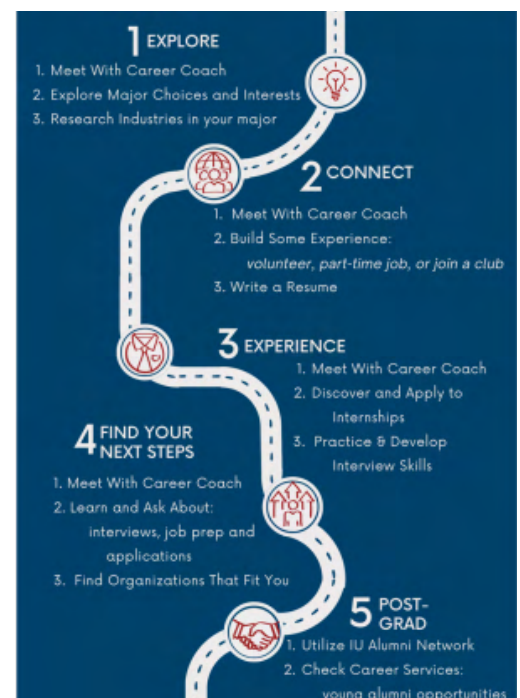 1 EXPLORE
1. Meet With Career Coach
2. Explore Major Choices and Interests
3. Research Industries in your major
2 CONNECT
1. Meet With Career Coach
2. Build Some Experience:
volunteer, part-time job, or join a club
3. Write a Resume
3 EXPERIENCE
1. Meet With Career Coach
2. Discover and Apply to
Internships
3. Practice & Develop
Interview Skills
4 FIND YOUR
NEXT STEPS
1. Meet With Career Coach
2. Learn and Ask About:
interviews, job prep and
applications
3. Find Organizations That Fit You
5 POST-
GRAD
1. Utilize IU Alumni Network
2. Check Career Services:
young alumni opportunities